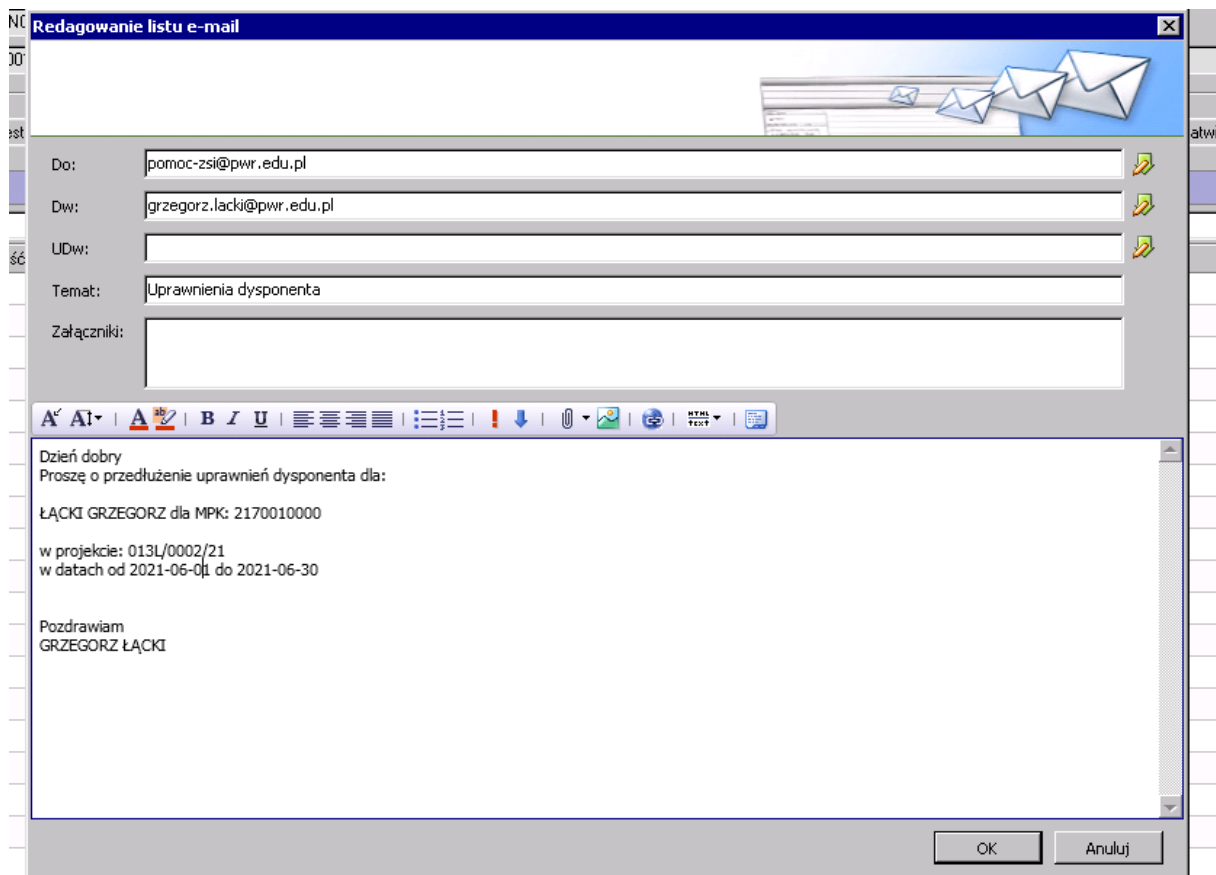 Redagowanie listu e-mail
Do:
pomoc-zsi@pwr.edu.pl
Dw:
grzegorz.lacki@pwr.edu.pl
UDw:
Temat:
Uprawnienia dysponenta
Załączniki:
B I U
HTML
text
Dzień dobry
Proszę o przedłużenie uprawnień dysponenta dla:
ŁĄCKI GRZEGORZ dla MPK: 2170010000
w projekcie: 013L/0002/21
w datach od 2021-06-01 do 2021-06-30
Pozdrawiam
GRZEGORZ ŁĄCKI
OK
Anuluj